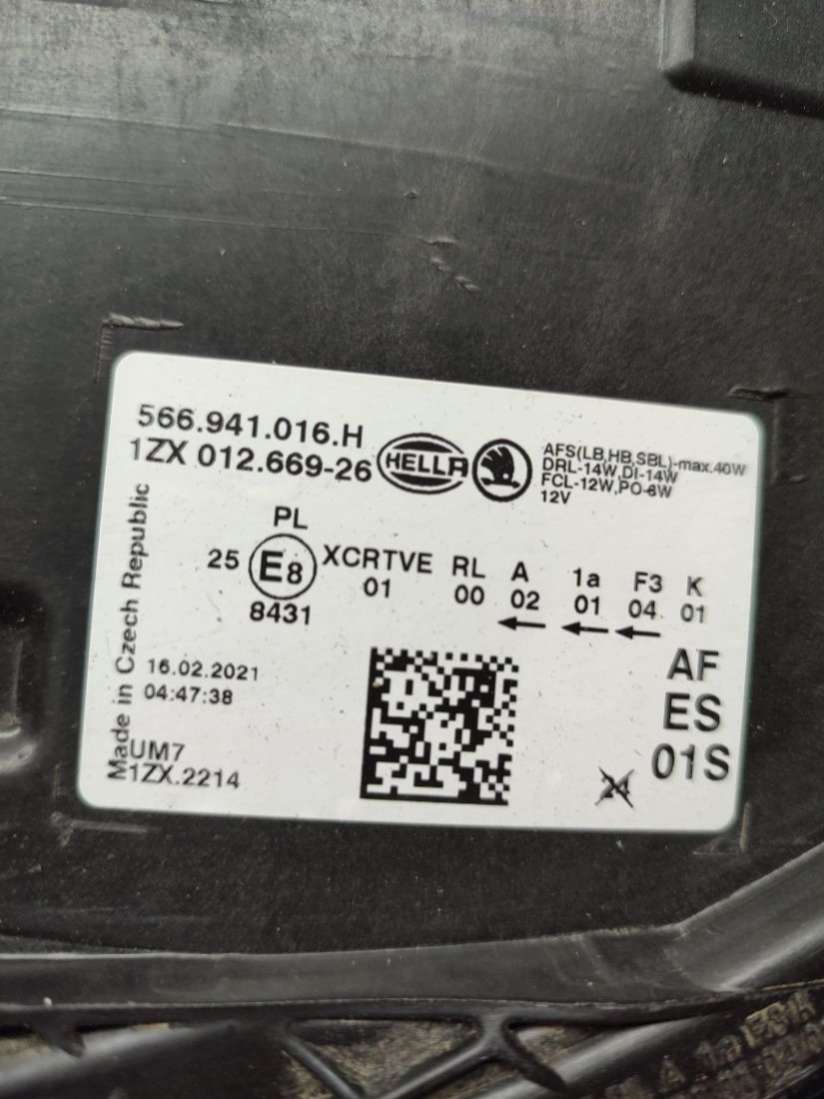 566.941.016.H
1ZX 012.669-26
HELLA
AFS(LB,HB,SBL)-max.40W
DRL-14W,DI-14W
FCL-12W,PO-6W
12V
PL
25 E8 XCRTVE RL A 1a F3 K
8431 01 00 02 01 04 01
Made in Czech Republic
16.02.2021
04:47:38
UM7
1ZX.2214
AF
ES
01S
24